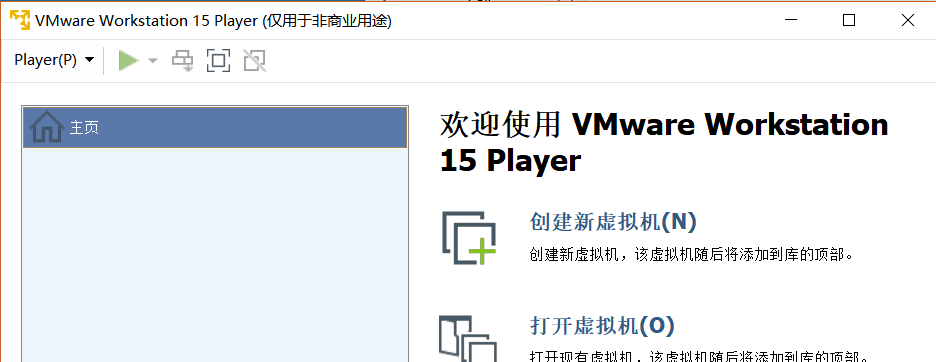 VMware Workstation 15 Player (仅用于非商业用途)
Player(P)
主页
欢迎使用 VMware Workstation
15 Player
创建新虚拟机(N)
创建新虚拟机，该虚拟机随后将添加到库的顶部。
打开虚拟机(O)
打开现有虚拟机，该虚拟机随后将添加到库的顶部。